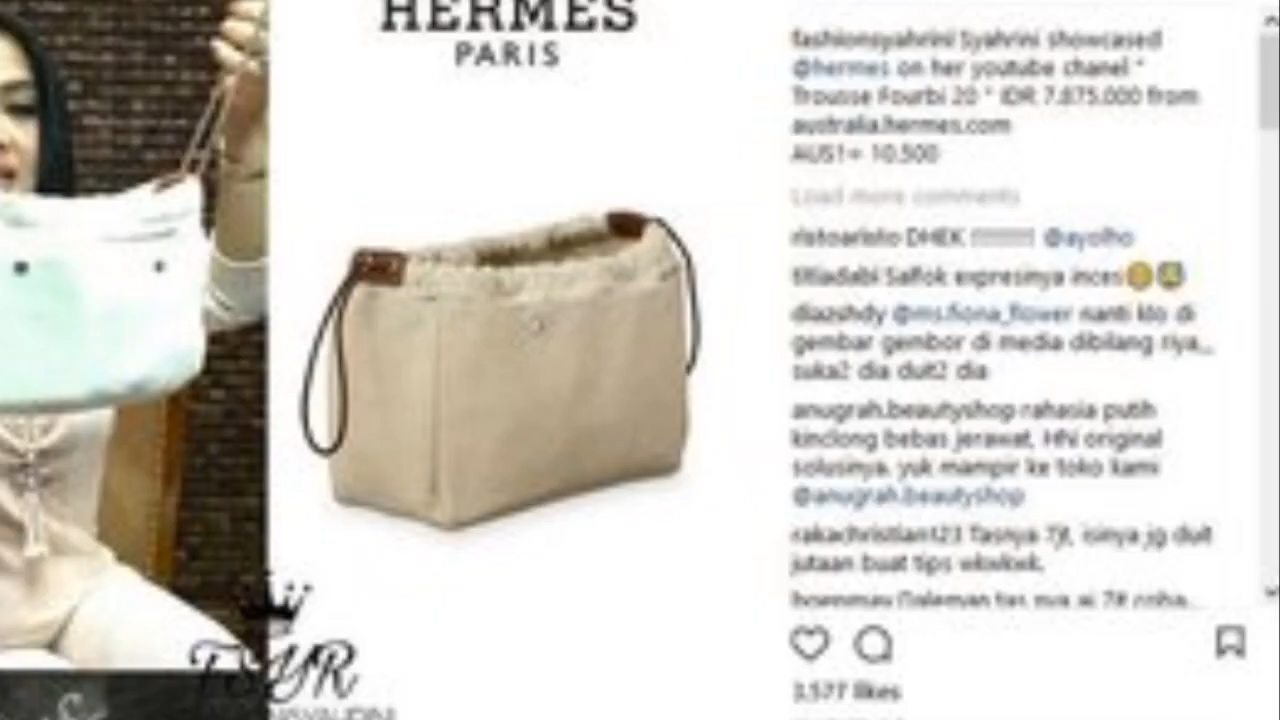 HERMES
PARIS
fashionsyahrini Syahrini showcased
@hermes on her youtube chanel "
Trousse Fourbi 20 " IDR 7.875.000 from
australia.hermes.com
AUS1= 10.500
Load more comments
ristoaristo DHEK !!!!!!!!!!! @ayolho
titiadabi Salfok expresinya inces
diazshdy @ms.fiona_flower nanti klo di
gembar gembor di media dibilang riya,,,
suka2 dia duit2 dia
anugrah.beautyshop rahasia putih
kinclong bebas jerawat, HN original
solusinya. yuk mampir ke toko kami
@anugrah.beautyshop
rakachristian123 Tasnya 7jt, isinya jg duit
jutaan buat tips wkwkwk.
FSYR
3.577 likes